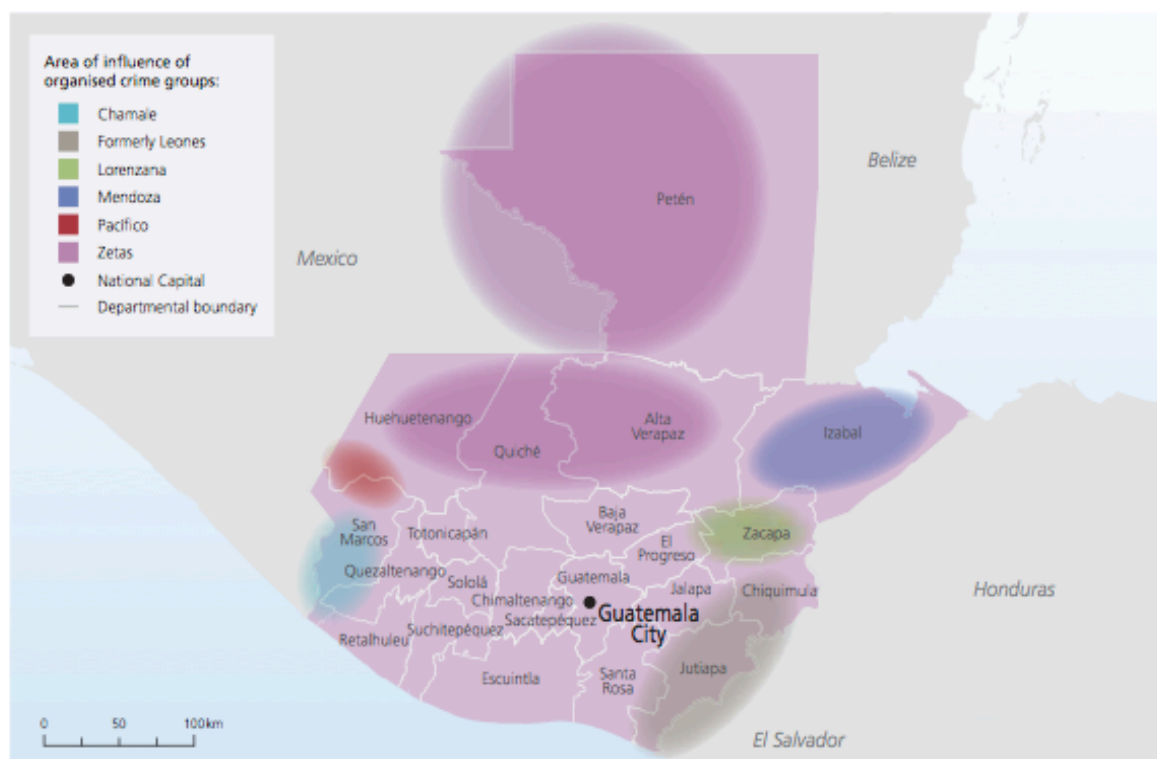 Area of influence of
organised crime groups:
Chamale
Formerly Leones
Lorenzana
Mendoza
Pacífico
Zetas
National Capital
Departmental boundary
Belize
Petén
Mexico
Huehuetenango
Alta
Verapaz
Izabal
Quiché
San
Marcos
Totonicapán
Baja
Verapaz
El
Progreso
Zacapa
Quezaltenango
Sololá
Guatemala
Jalapa
Chiquimula
Honduras
Chimaltenango
Sacatepéquez
Guatemala
City
Retalhuleu
Suchitepéquez
Escuintla
Santa
Rosa
Jutiapa
El Salvador
0 50 100km